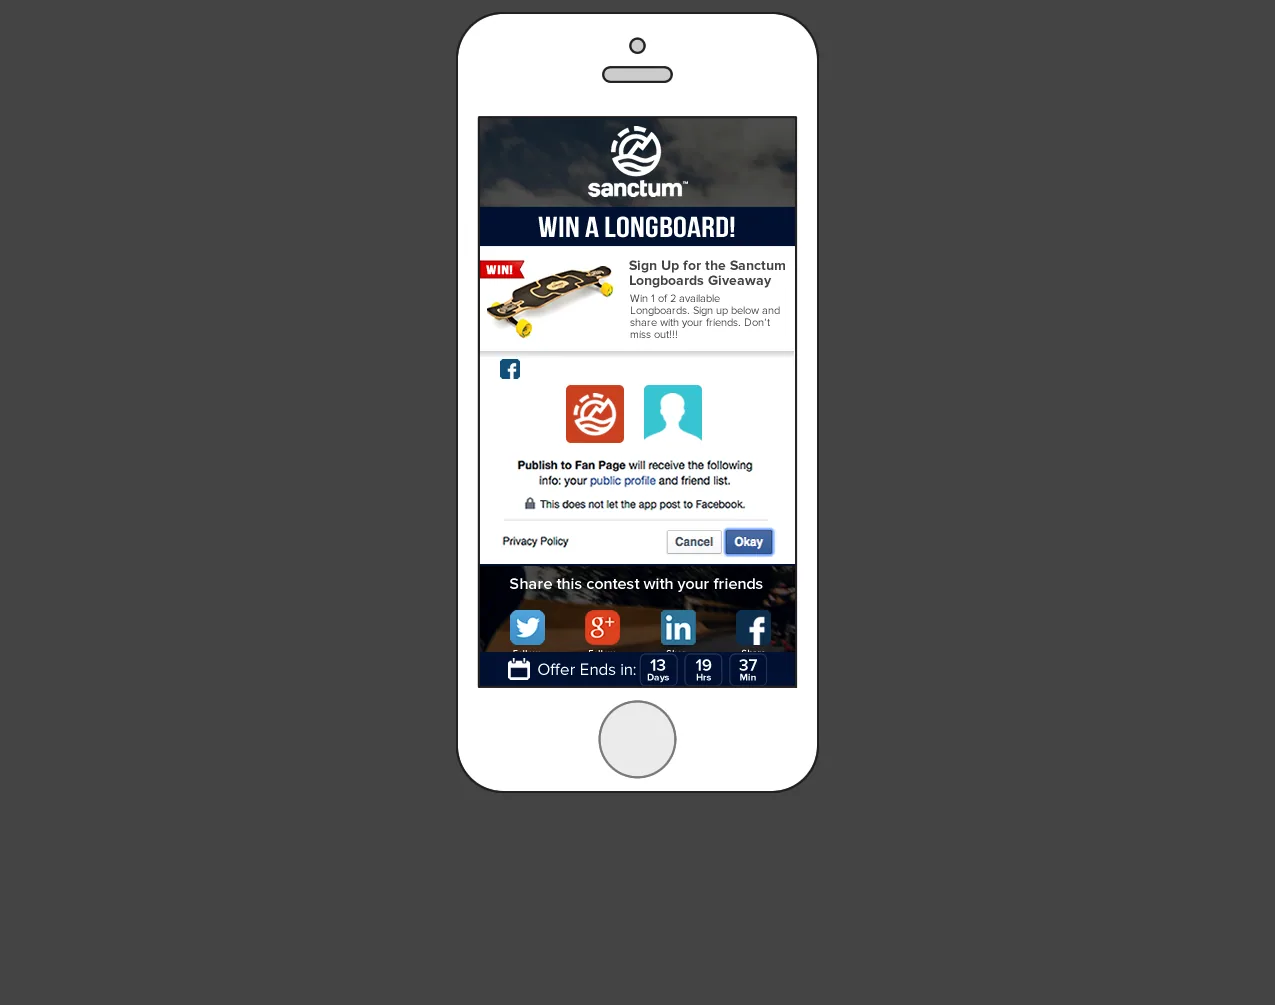 sanctum™
WIN A LONGBOARD!
WIN!
Sign Up for the Sanctum
Longboards Giveaway
Win 1 of 2 available
Longboards. Sign up below and
share with your friends. Don't
miss out!!!
Publish to Fan Page will receive the following
info: your public profile and friend list.
This does not let the app post to Facebook.
Privacy Policy
Cancel
Okay
Share this contest with your friends
Offer Ends in:
13
Days
19
Hrs
37
Min